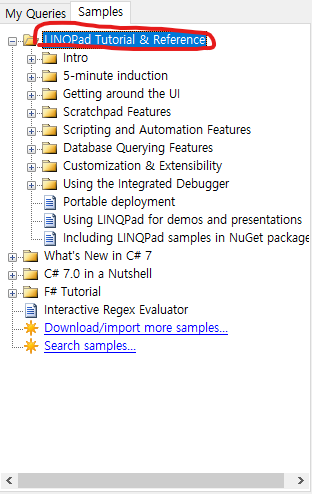 My Queries Samples
LINQPad Tutorial & Reference
Intro
5-minute induction
Getting around the UI
Scratchpad Features
Scripting and Automation Features
Database Querying Features
Customization & Extensibility
Using the Integrated Debugger
Portable deployment
Using LINQPad for demos and presentations
Including LINQPad samples in NuGet package
What's New in C# 7
C# 7.0 in a Nutshell
F# Tutorial
Interactive Regex Evaluator
Download/import more samples...
Search samples...